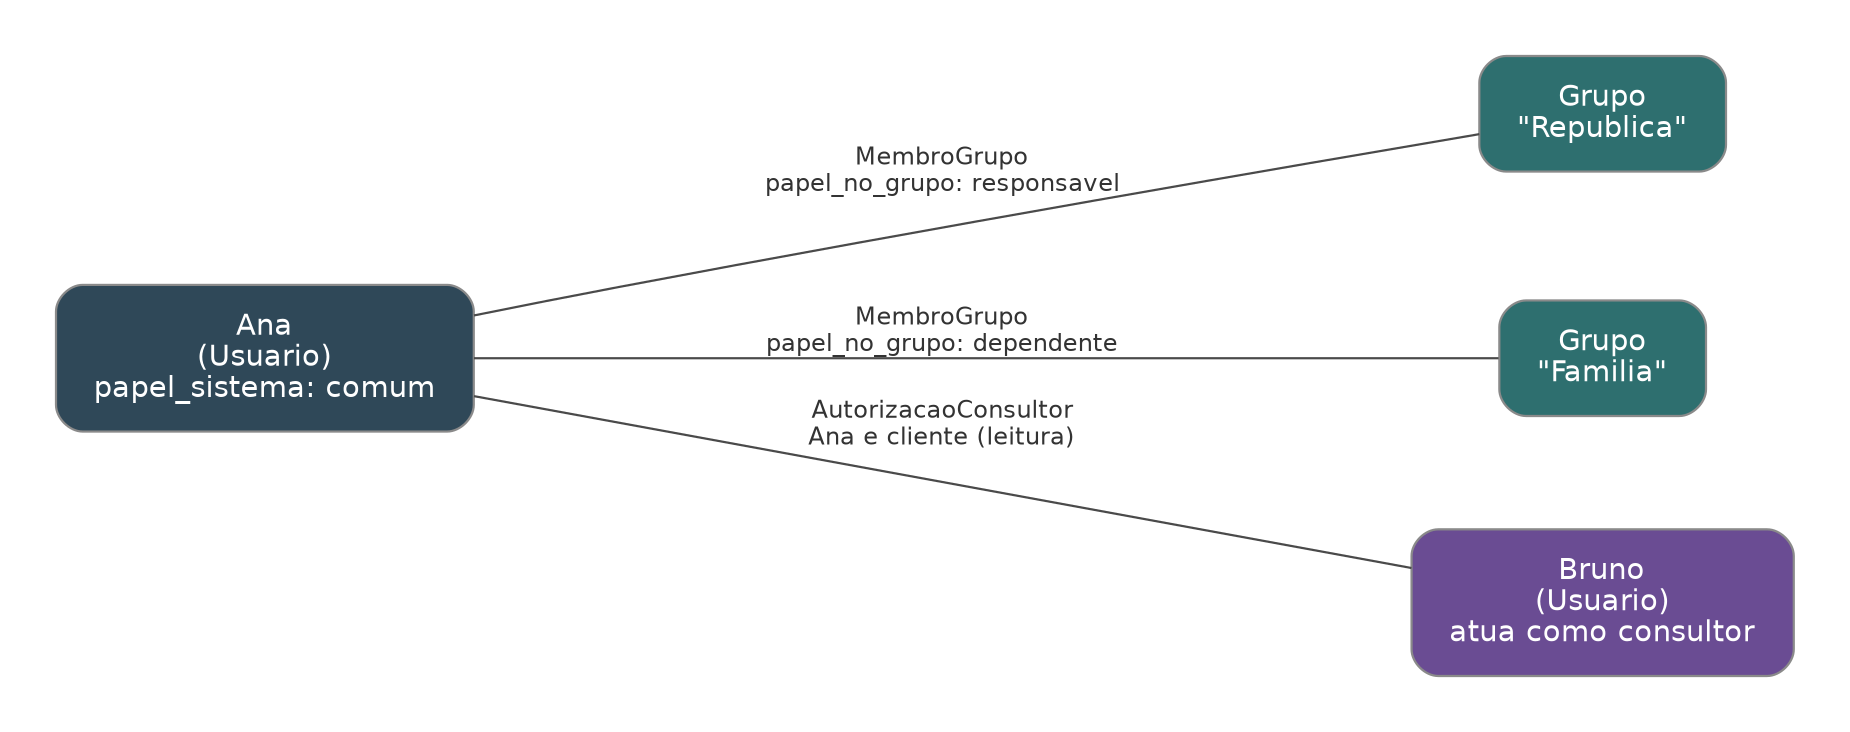 Grupo
"Republica"
MembroGrupo
papel_no_grupo: responsavel
Ana
(Usuario)
papel_sistema: comum
MembroGrupo
papel_no_grupo: dependente
Grupo
"Familia"
AutorizacaoConsultor
Ana e cliente (leitura)
Bruno
(Usuario)
atua como consultor